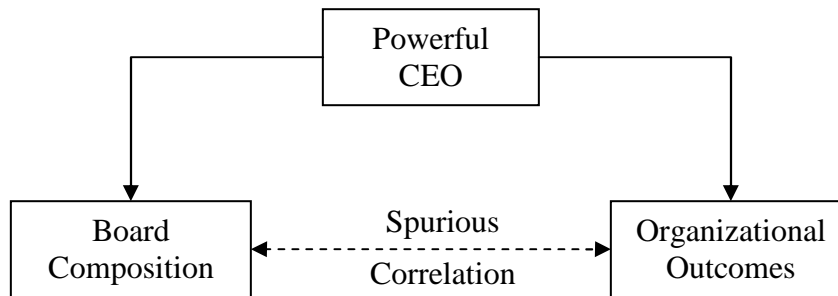 Powerful
CEO
Board
Composition
Spurious
Correlation
Organizational
Outcomes